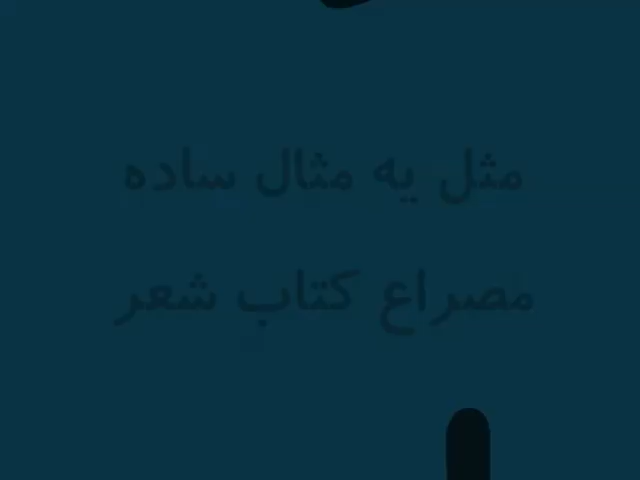 مثل یه مثال ساده
مصراع کتاب شعر